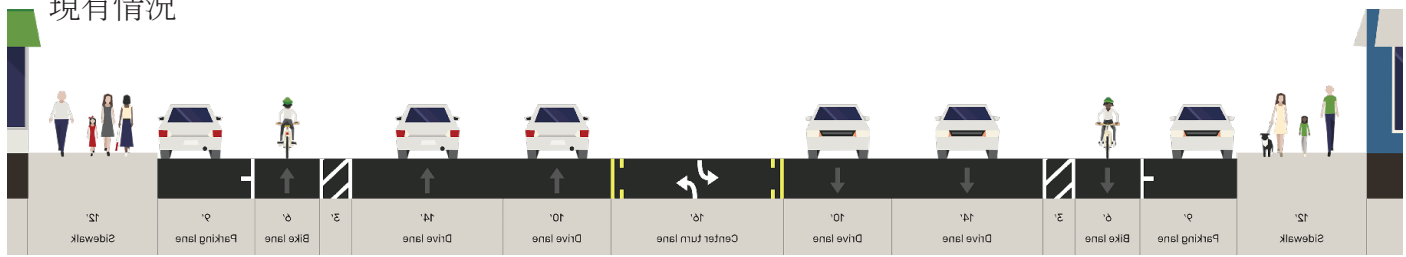 現有情況
12' 9' 6' 3' 14' 10' 16' 10' 14' 3' 6' 9' 12'
Sidewalk Parking lane Bike lane Drive lane Drive lane Center turn lane Drive lane Drive lane Bike lane Parking lane Sidewalk